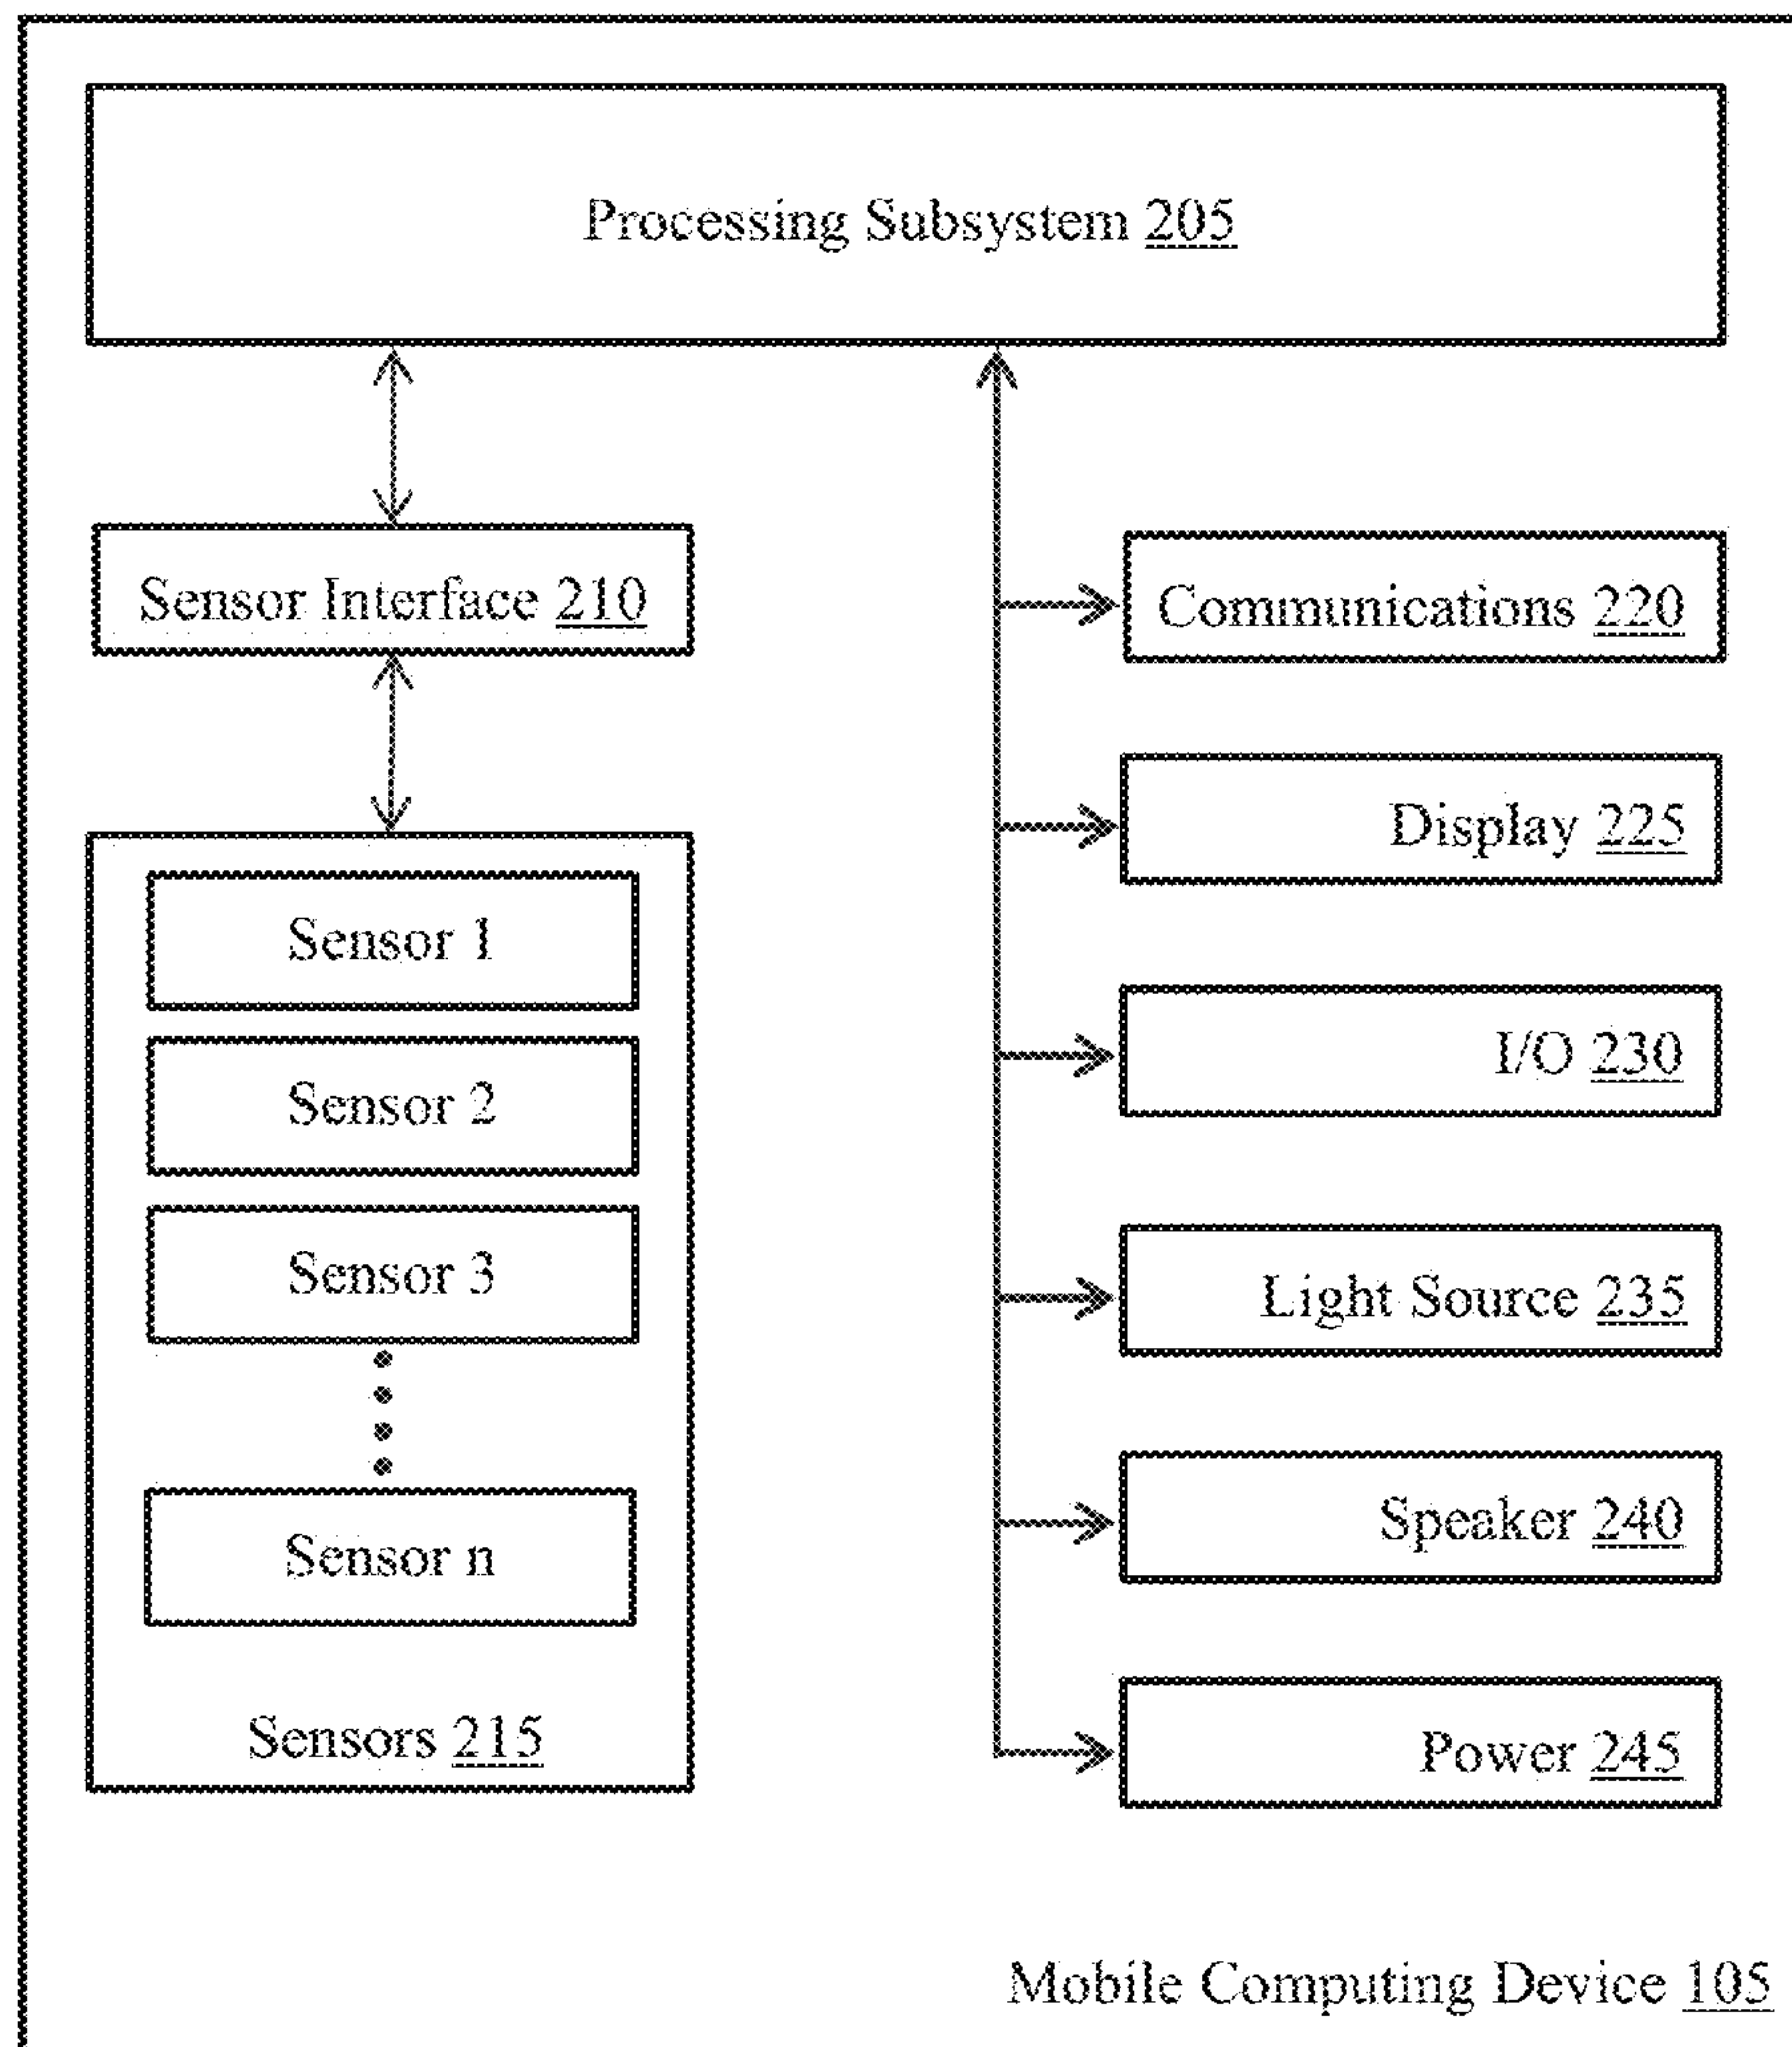 Processing Subsystem 205
Sensor Interface 210
Sensor 1
Sensor 2
Sensor 3
Sensor n
Sensors 215
Communications 220
Display 225
I/O 230
Light Source 235
Speaker 240
Power 245
Mobile Computing Device 105